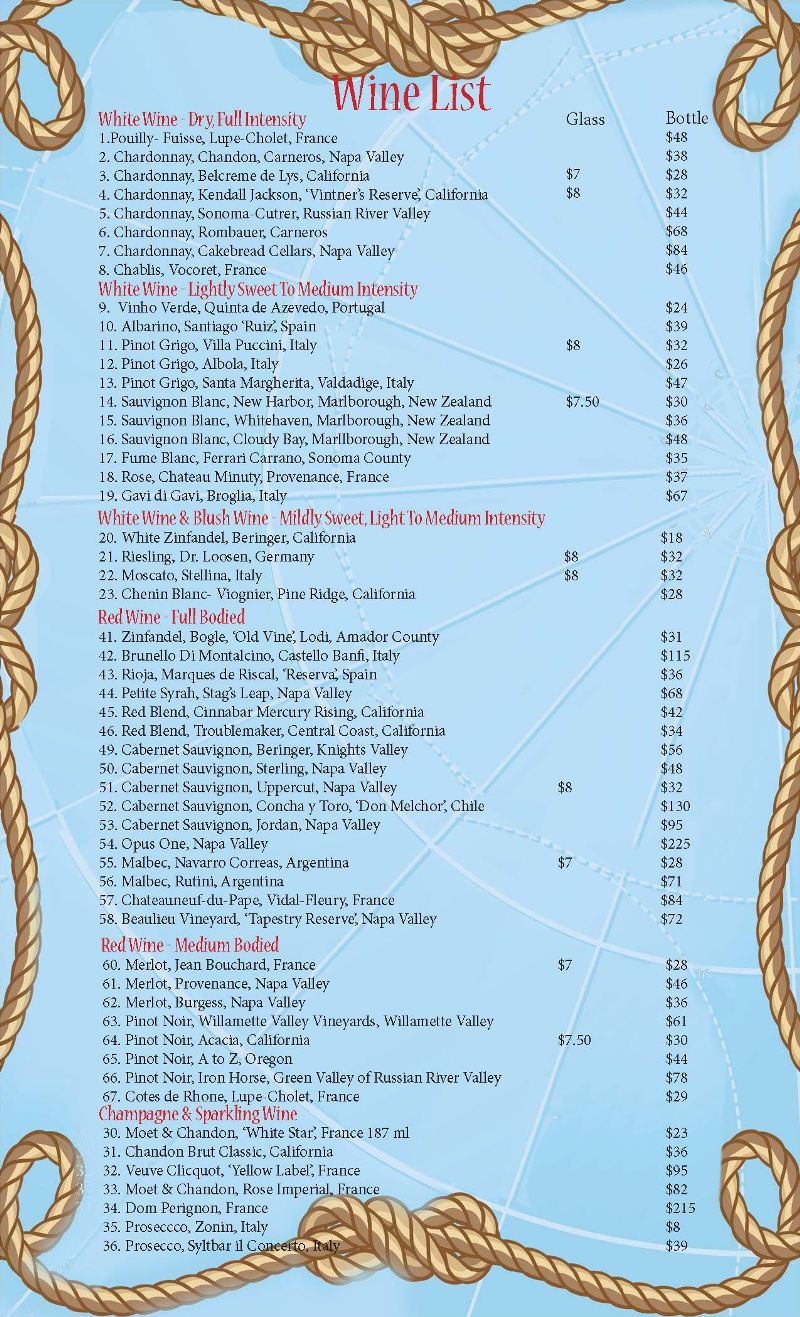 Wine List
White Wine - Dry, Full Intensity Glass Bottle
1.Pouilly- Fuisse, Lupe-Cholet, France $48
2. Chardonnay, Chandon, Carneros, Napa Valley $38
3. Chardonnay, Belcreme de Lys, California $7 $28
4. Chardonnay, Kendall Jackson, ‘Vintner’s Reserve’, California $8 $32
5. Chardonnay, Sonoma-Cutrer, Russian River Valley $44
6. Chardonnay, Rombauer, Carneros $68
7. Chardonnay, Cakebread Cellars, Napa Valley $84
8. Chablis, Vocoret, France $46
White Wine - Lightly Sweet To Medium Intensity
9. Vinho Verde, Quinta de Azevedo, Portugal $24
10. Albarino, Santiago ‘Ruiz’, Spain $39
11. Pinot Grigo, Villa Puccini, Italy $8 $32
12. Pinot Grigo, Albola, Italy $26
13. Pinot Grigo, Santa Margherita, Valdadige, Italy $47
14. Sauvignon Blanc, New Harbor, Marlborough, New Zealand $7.50 $30
15. Sauvignon Blanc, Whitehaven, Marlborough, New Zealand $36
16. Sauvignon Blanc, Cloudy Bay, Marllborough, New Zealand $48
17. Fume Blanc, Ferrari Carrano, Sonoma County $35
18. Rose, Chateau Minuty, Provenance, France $37
19. Gavi di Gavi, Broglia, Italy $67
White Wine & Blush Wine - Mildly Sweet, Light To Medium Intensity
20. White Zinfandel, Beringer, California $18
21. Riesling, Dr. Loosen, Germany $8 $32
22. Moscato, Stellina, Italy $8 $32
23. Chenin Blanc- Viognier, Pine Ridge, California $28
Red Wine - Full Bodied
41. Zinfandel, Bogle, ‘Old Vine’, Lodi, Amador County $31
42. Brunello Di Montalcino, Castello Banfi, Italy $115
43. Rioja, Marques de Riscal, ‘Reserva’, Spain $36
44. Petite Syrah, Stag’s Leap, Napa Valley $68
45. Red Blend, Cinnabar Mercury Rising, California $42
46. Red Blend, Troublemaker, Central Coast, California $34
49. Cabernet Sauvignon, Beringer, Knights Valley $56
50. Cabernet Sauvignon, Sterling, Napa Valley $48
51. Cabernet Sauvignon, Uppercut, Napa Valley $8 $32
52. Cabernet Sauvignon, Concha y Toro, ‘Don Melchor’, Chile $130
53. Cabernet Sauvignon, Jordan, Napa Valley $95
54. Opus One, Napa Valley $225
55. Malbec, Navarro Correas, Argentina $7 $28
56. Malbec, Rutini, Argentina $71
57. Chateauneuf-du-Pape, Vidal-Fleury, France $84
58. Beaulieu Vineyard, ‘Tapestry Reserve’, Napa Valley $72
Red Wine - Medium Bodied
60. Merlot, Jean Bouchard, France $7 $28
61. Merlot, Provenance, Napa Valley $46
62. Merlot, Burgess, Napa Valley $36
63. Pinot Noir, Willamette Valley Vineyards, Willamette Valley $61
64. Pinot Noir, Acacia, California $7.50 $30
65. Pinot Noir, A to Z, Oregon $44
66. Pinot Noir, Iron Horse, Green Valley of Russian River Valley $78
67. Cotes de Rhone, Lupe-Cholet, France $29
Champagne & Sparkling Wine
30. Moet & Chandon, ‘White Star’, France 187 ml $23
31. Chandon Brut Classic, California $36
32. Veuve Clicquot, ‘Yellow Label’, France $95
33. Moet & Chandon, Rose Imperial, France $82
34. Dom Perignon, France $215
35. Proseccco, Zonin, Italy $8
36. Prosecco, Syltbar il Concerto, Italy $39